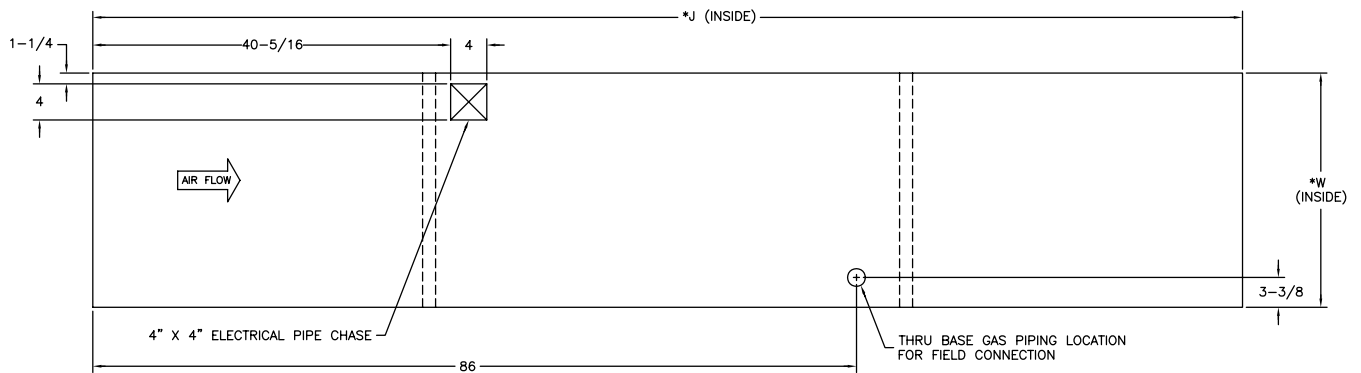 *J (INSIDE)
40-5/16
4
1-1/4
4
AIR FLOW
*W
(INSIDE)
3-3/8
4" X 4" ELECTRICAL PIPE CHASE
THRU BASE GAS PIPING LOCATION
FOR FIELD CONNECTION
86